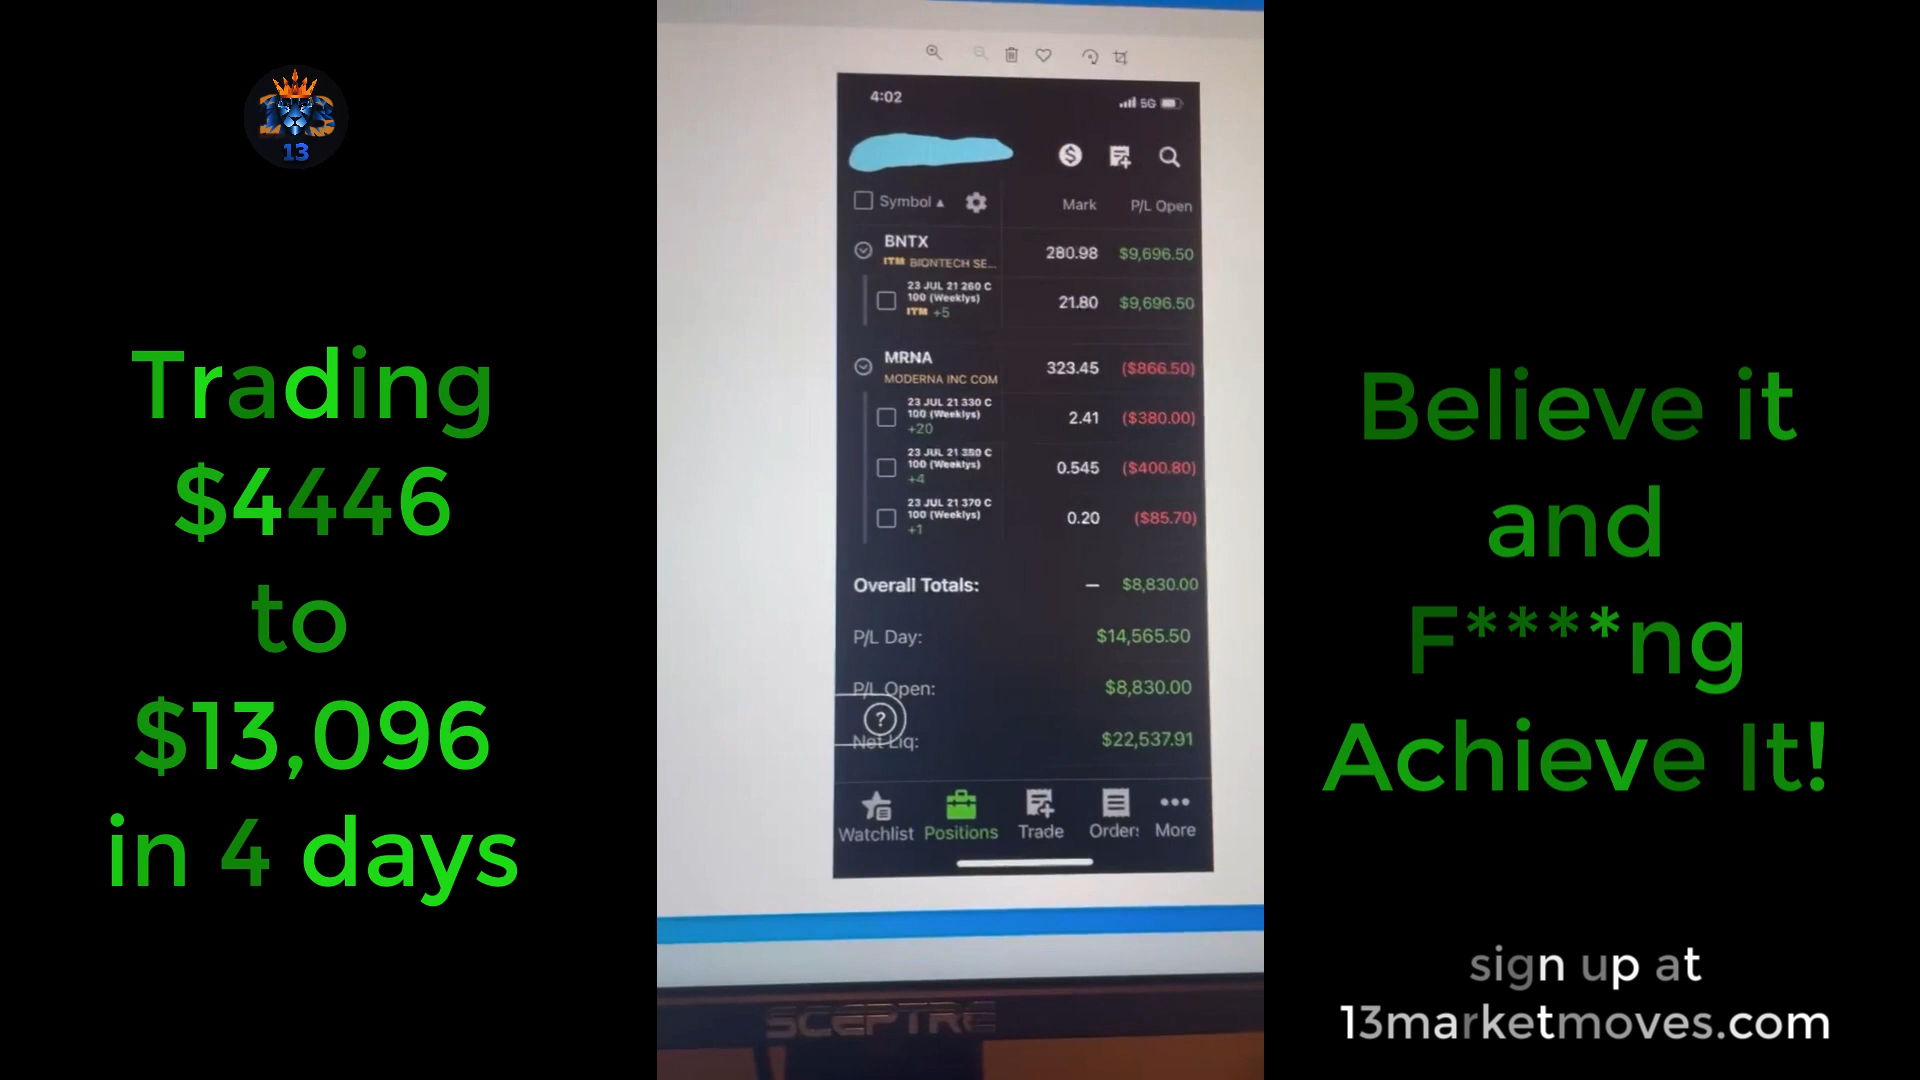 13
Trading
$4446
to
$13,096
in 4 days
4:02
5G
Symbol
Mark
P/L Open
BNTX
ITM BIONTECH SE...
280.98
$9,696.50
23 JUL 21 260 C
100 (Weeklys)
ITM +5
21.80
$9,696.50
MRNA
MODERNA INC COM
323.45
($866.50)
23 JUL 21 330 C
100 (Weeklys)
+20
2.41
($380.00)
23 JUL 21 350 C
100 (Weeklys)
+4
0.545
($400.80)
23 JUL 21 370 C
100 (Weeklys)
+1
0.20
($85.70)
Overall Totals:
—
$8,830.00
P/L Day:
$14,565.50
P/L Open:
$8,830.00
?
Net Liq:
$22,537.91
Watchlist
Positions
Trade
Orders
More
SCEPTRE
Believe it
and
F****ng
Achieve It!
sign up at
13marketmoves.com